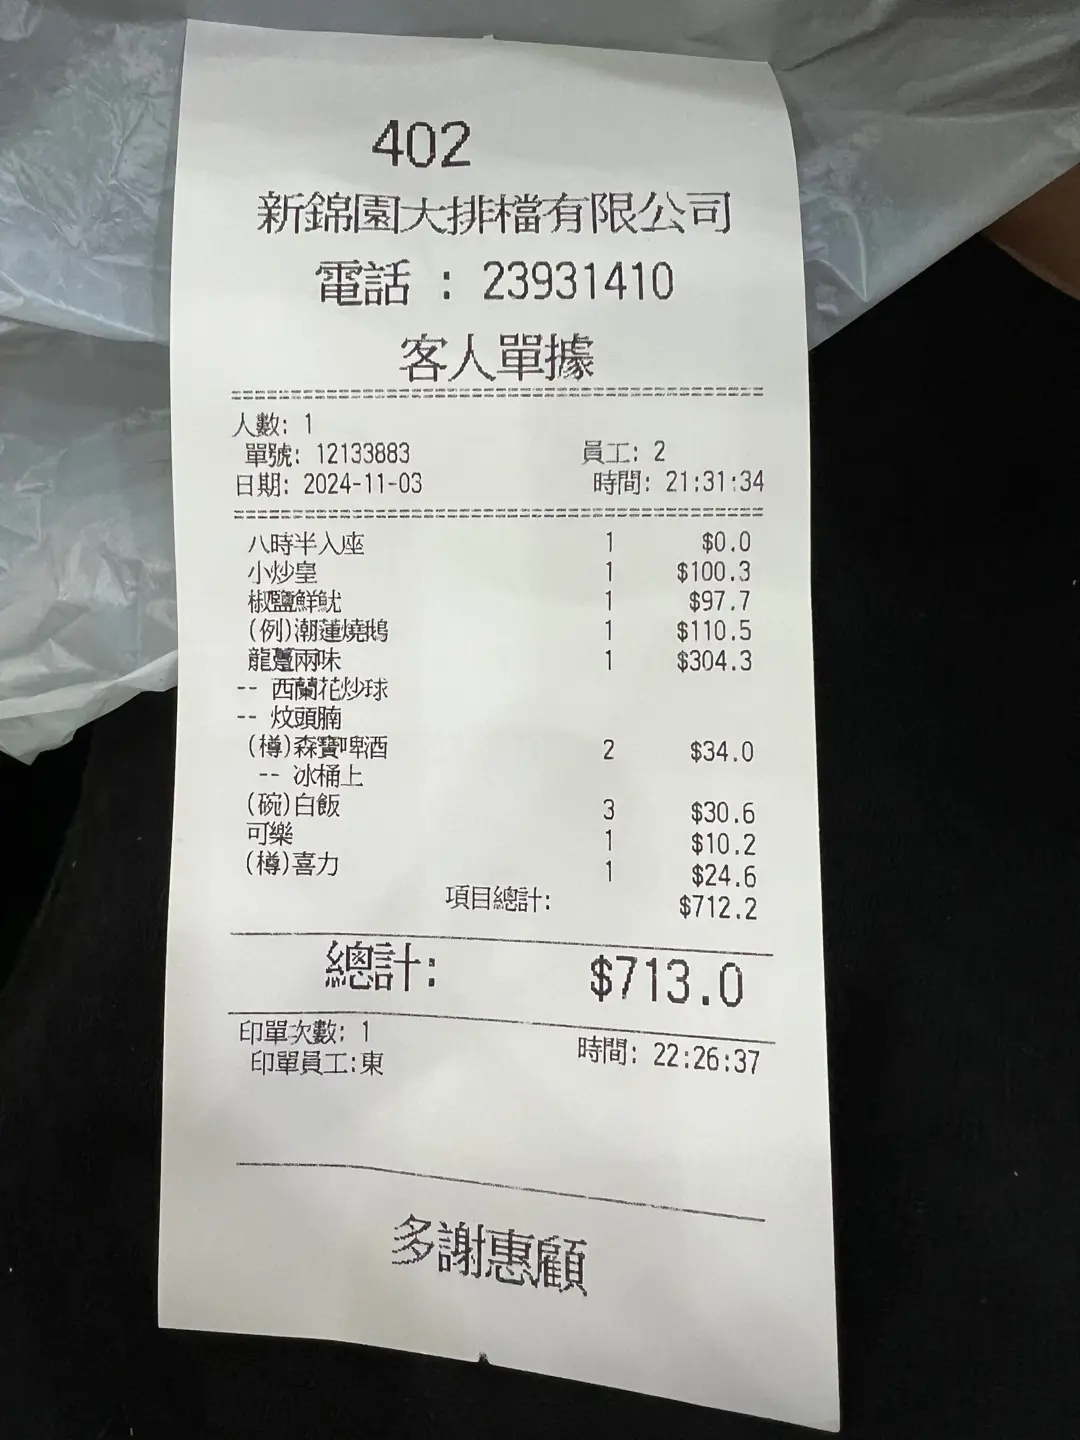 402
新錦園大排檔有限公司
電話 : 23931410
客人單據
人數: 1
單號: 12133883 員工: 2
日期: 2024-11-03 時間: 21:31:34
八時半入座 1 $0.0
小炒皇 1 $100.3
椒鹽鮮魷 1 $97.7
(例)潮蓮燒鵝 1 $110.5
龍躉兩味 1 $304.3
-- 西蘭花炒球
-- 炆頭腩
(樽)森寶啤酒 2 $34.0
-- 冰桶上
(碗)白飯 3 $30.6
可樂 1 $10.2
(樽)喜力 1 $24.6
項目總計: $712.2
總計: $713.0
印單次數: 1
印單員工:東 時間: 22:26:37
多謝惠顧